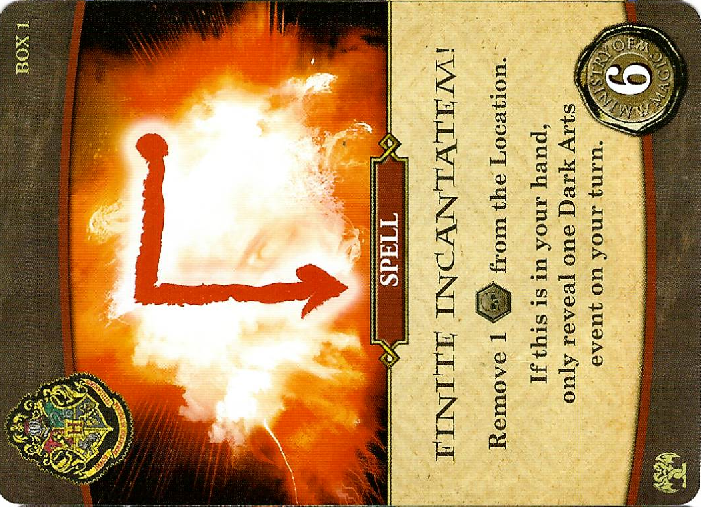 BOX 1
SPELL
FINITE INCANTATEM!
Remove 1 from the Location.
If this is in your hand,
only reveal one Dark Arts
event on your turn.
MINISTRY OF MAGIC
6